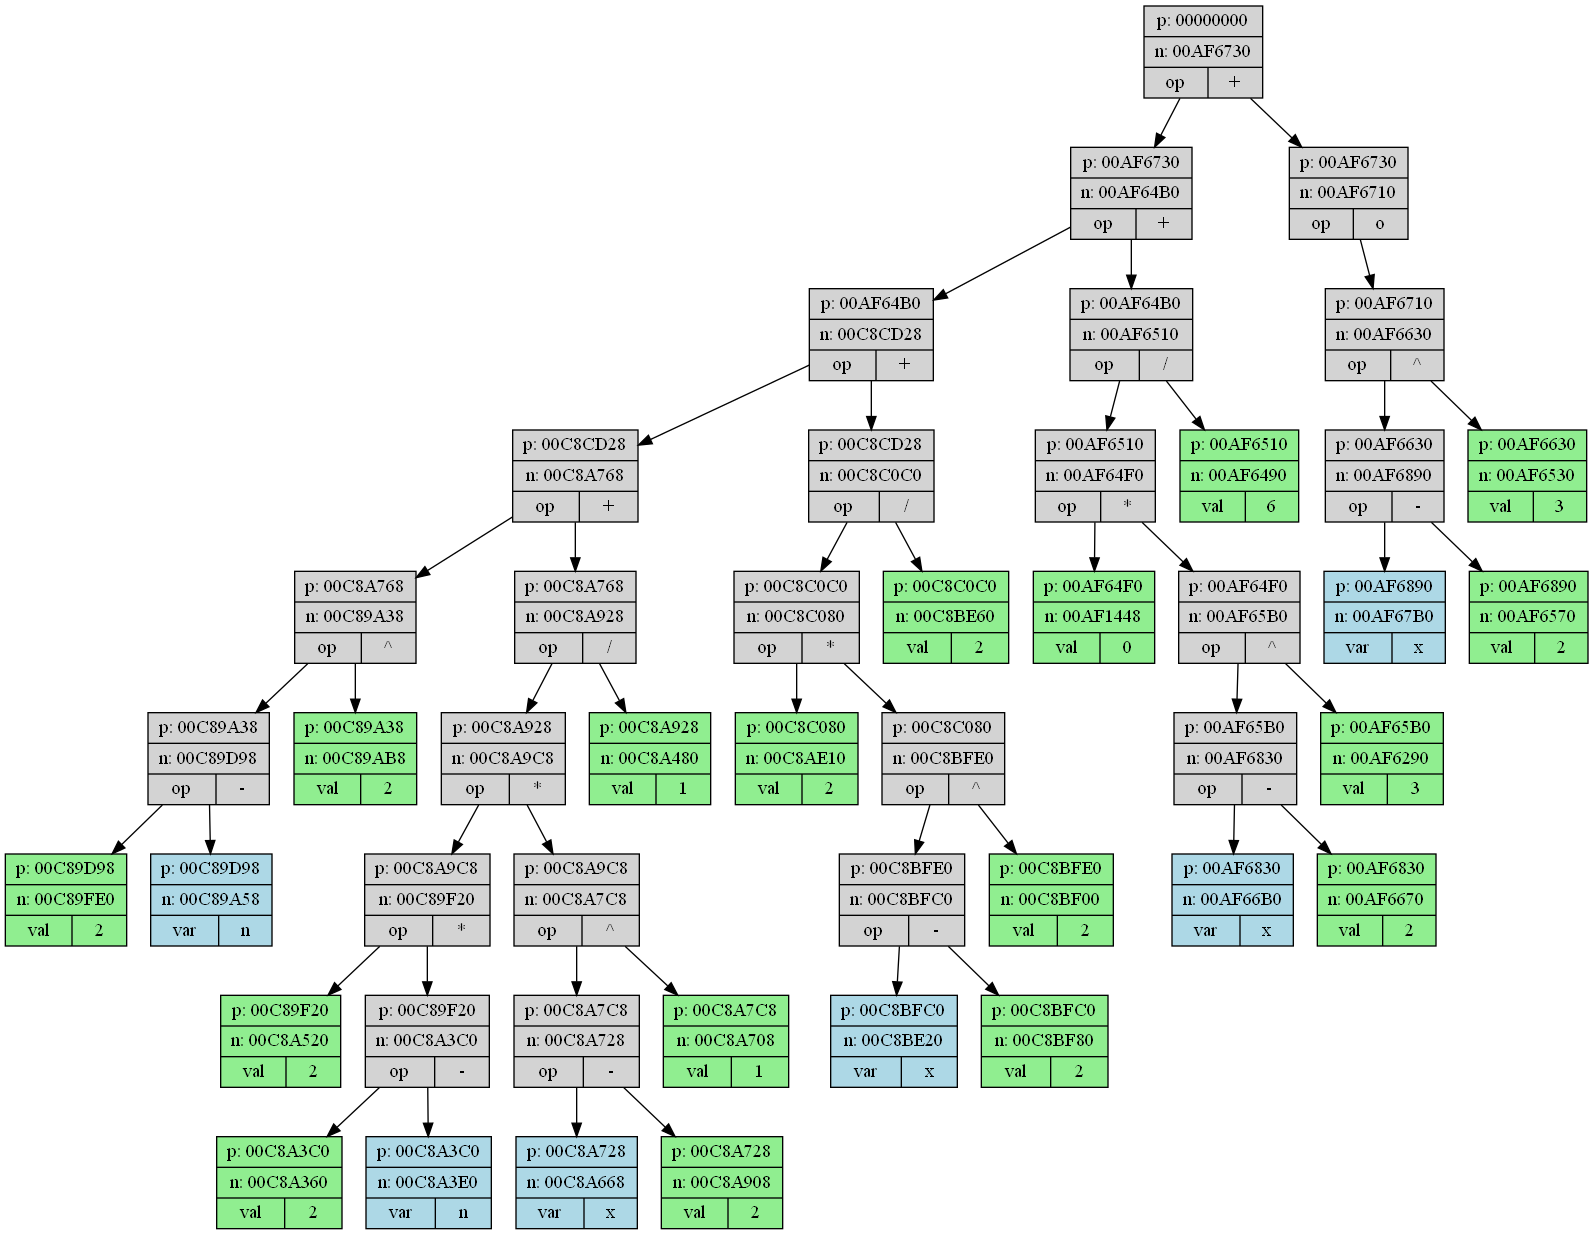 p: 00000000
n: 00AF6730
op +
p: 00AF6730
n: 00AF64B0
op +
p: 00AF6730
n: 00AF6710
op o
p: 00AF64B0
n: 00C8CD28
op +
p: 00AF64B0
n: 00AF6510
op /
p: 00AF6710
n: 00AF6630
op ^
p: 00C8CD28
n: 00C8A768
op +
p: 00C8CD28
n: 00C8C0C0
op /
p: 00AF6510
n: 00AF64F0
op *
p: 00AF6510
n: 00AF6490
val 6
p: 00AF6630
n: 00AF6890
op -
p: 00AF6630
n: 00AF6530
val 3
p: 00C8A768
n: 00C89A38
op ^
p: 00C8A768
n: 00C8A928
op /
p: 00C8C0C0
n: 00C8C080
op *
p: 00C8C0C0
n: 00C8BE60
val 2
p: 00AF64F0
n: 00AF1448
val 0
p: 00AF64F0
n: 00AF65B0
op ^
p: 00AF6890
n: 00AF67B0
var x
p: 00AF6890
n: 00AF6570
val 2
p: 00C89A38
n: 00C89D98
op -
p: 00C89A38
n: 00C89AB8
val 2
p: 00C8A928
n: 00C8A9C8
op *
p: 00C8A928
n: 00C8A480
val 1
p: 00C8C080
n: 00C8AE10
val 2
p: 00C8C080
n: 00C8BFE0
op ^
p: 00AF65B0
n: 00AF6830
op -
p: 00AF65B0
n: 00AF6290
val 3
p: 00C89D98
n: 00C89FE0
val 2
p: 00C89D98
n: 00C89A58
var n
p: 00C8A9C8
n: 00C89F20
op *
p: 00C8A9C8
n: 00C8A7C8
op ^
p: 00C8BFE0
n: 00C8BFC0
op -
p: 00C8BFE0
n: 00C8BF00
val 2
p: 00AF6830
n: 00AF66B0
var x
p: 00AF6830
n: 00AF6670
val 2
p: 00C89F20
n: 00C8A520
val 2
p: 00C89F20
n: 00C8A3C0
op -
p: 00C8A7C8
n: 00C8A728
op -
p: 00C8A7C8
n: 00C8A708
val 1
p: 00C8BFC0
n: 00C8BE20
var x
p: 00C8BFC0
n: 00C8BF80
val 2
p: 00C8A3C0
n: 00C8A360
val 2
p: 00C8A3C0
n: 00C8A3E0
var n
p: 00C8A728
n: 00C8A668
var x
p: 00C8A728
n: 00C8A908
val 2